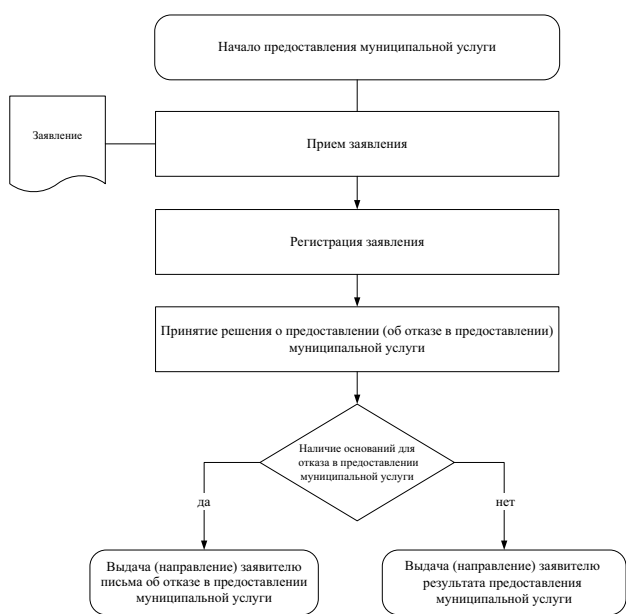 Начало предоставления муниципальной услуги
Заявление
Прием заявления
Регистрация заявления
Принятие решения о предоставлении (об отказе в предоставлении)
муниципальной услуги
Наличие оснований для
отказа в предоставлении
муниципальной услуги
да
нет
Выдача (направление) заявителю
письма об отказе в предоставлении
муниципальной услуги
Выдача (направление) заявителю
результата предоставления
муниципальной услуги